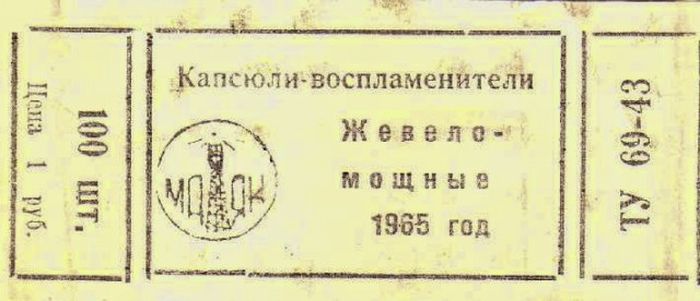 Цена 1 руб.
100 шт.
Капсюли-воспламенители
Жевело-
мощные
1965 год
МАЯК
ТУ 69-43